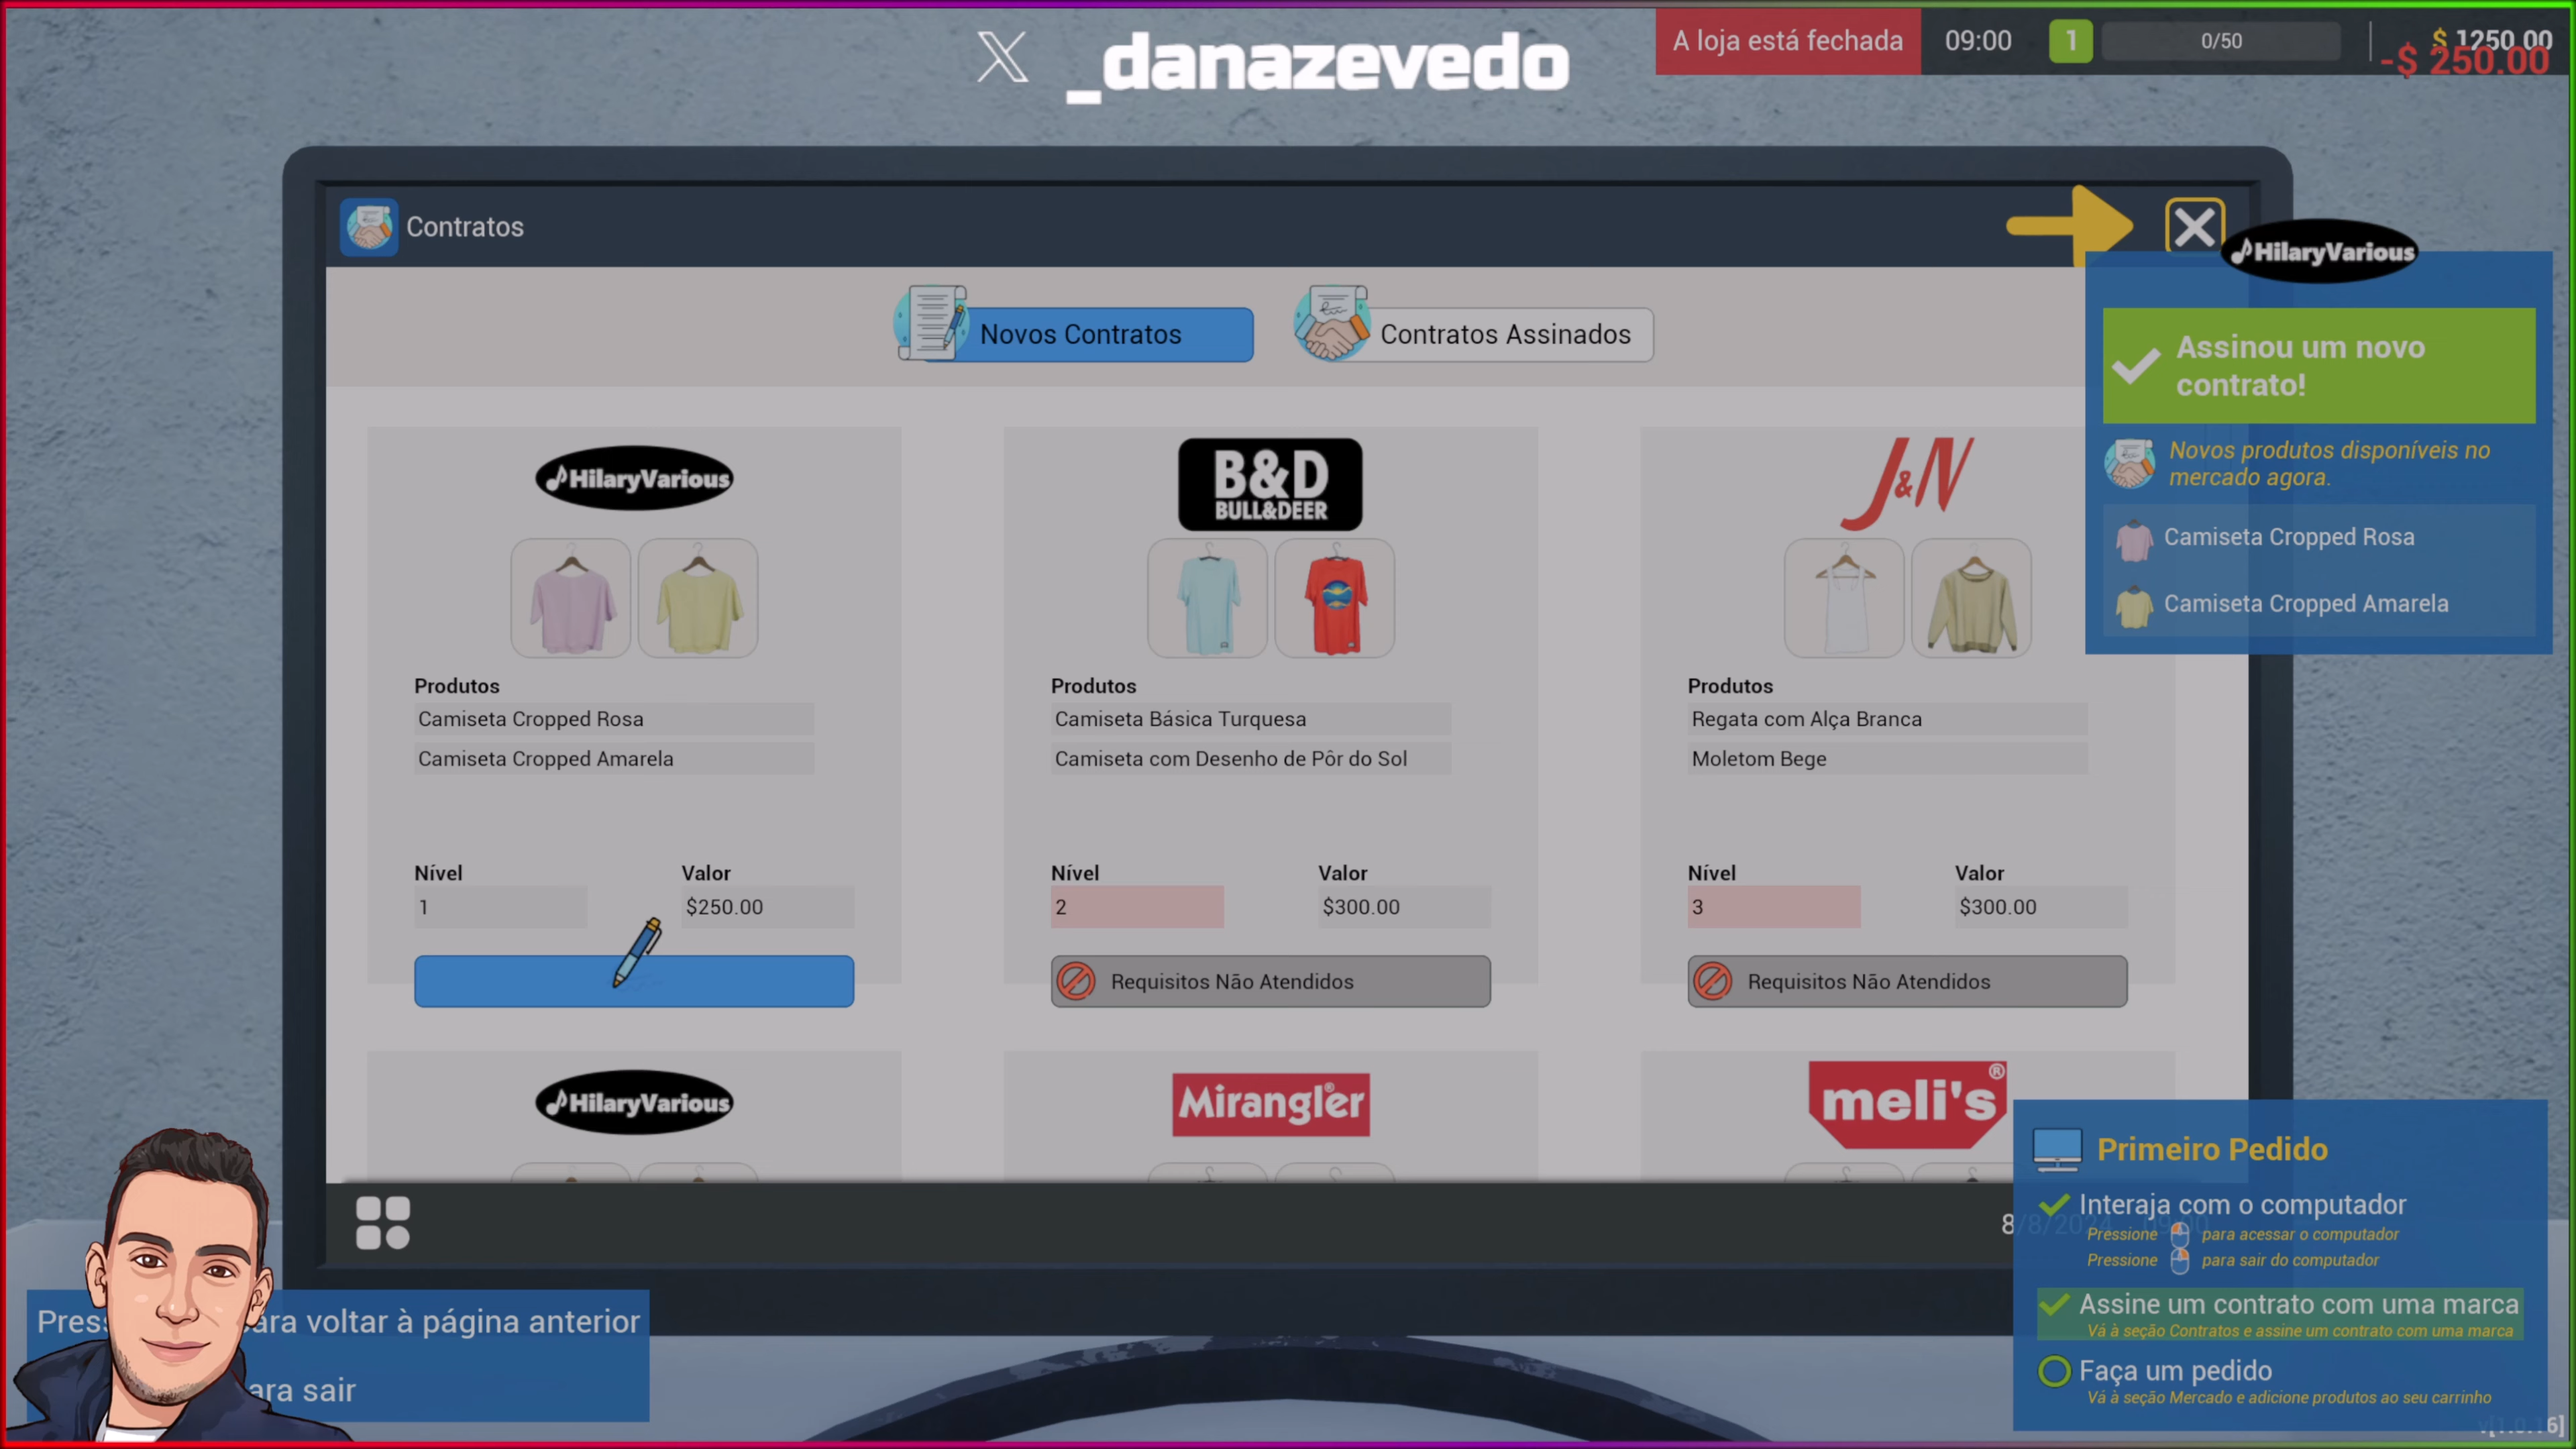 _danazevedo
A loja está fechada
09:00
1
0/50
$ 1250.00
-$ 250.00
Contratos
Novos Contratos
Contratos Assinados
HilaryVarious
Assinou um novo
contrato!
Novos produtos disponíveis no
mercado agora.
Camiseta Cropped Rosa
Camiseta Cropped Amarela
HilaryVarious
Produtos
Camiseta Cropped Rosa
Camiseta Cropped Amarela
Nível
Valor
1
$250.00
B&D
BULL&DEER
Produtos
Camiseta Básica Turquesa
Camiseta com Desenho de Pôr do Sol
Nível
Valor
2
$300.00
Requisitos Não Atendidos
J&N
Produtos
Regata com Alça Branca
Moletom Bege
Nível
Valor
3
$300.00
Requisitos Não Atendidos
HilaryVarious
Mirangler
meli's®
8/8/2024
Primeiro Pedido
Interaja com o computador
Pressione para acessar o computador
Pressione para sair do computador
Assine um contrato com uma marca
Vá à seção Contratos e assine um contrato com uma marca
Faça um pedido
Vá à seção Mercado e adicione produtos ao seu carrinho
voltar à página anterior
sair